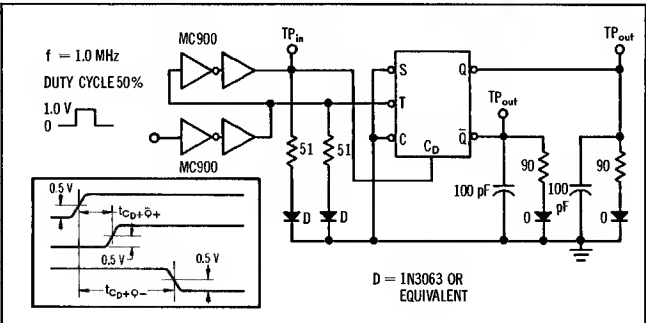 f = 1.0 MHz
DUTY CYCLE 50%
1.0 V
0
MC900
MC900
TPin
S
T
C
CD
Q
Q̅
TPout
TPout
51
51
D
D
100 pF
90
0
100 pF
90
0
0.5 V
tCD+Q̅+
0.5 V
0.5 V
tCD+Q−
D = 1N3063 OR
EQUIVALENT